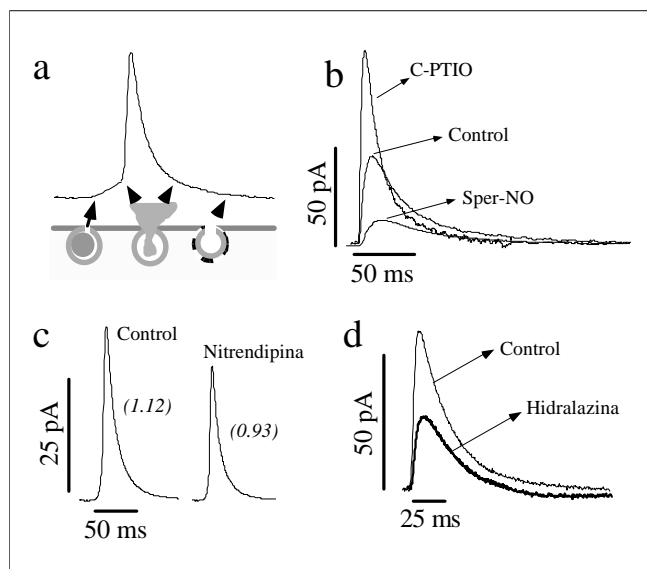 a
b
C-PTIO
Control
Sper-NO
50 pA
50 ms
c
Control
Nitrendipina
(1.12)
(0.93)
25 pA
50 ms
d
Control
Hidralazina
50 pA
25 ms